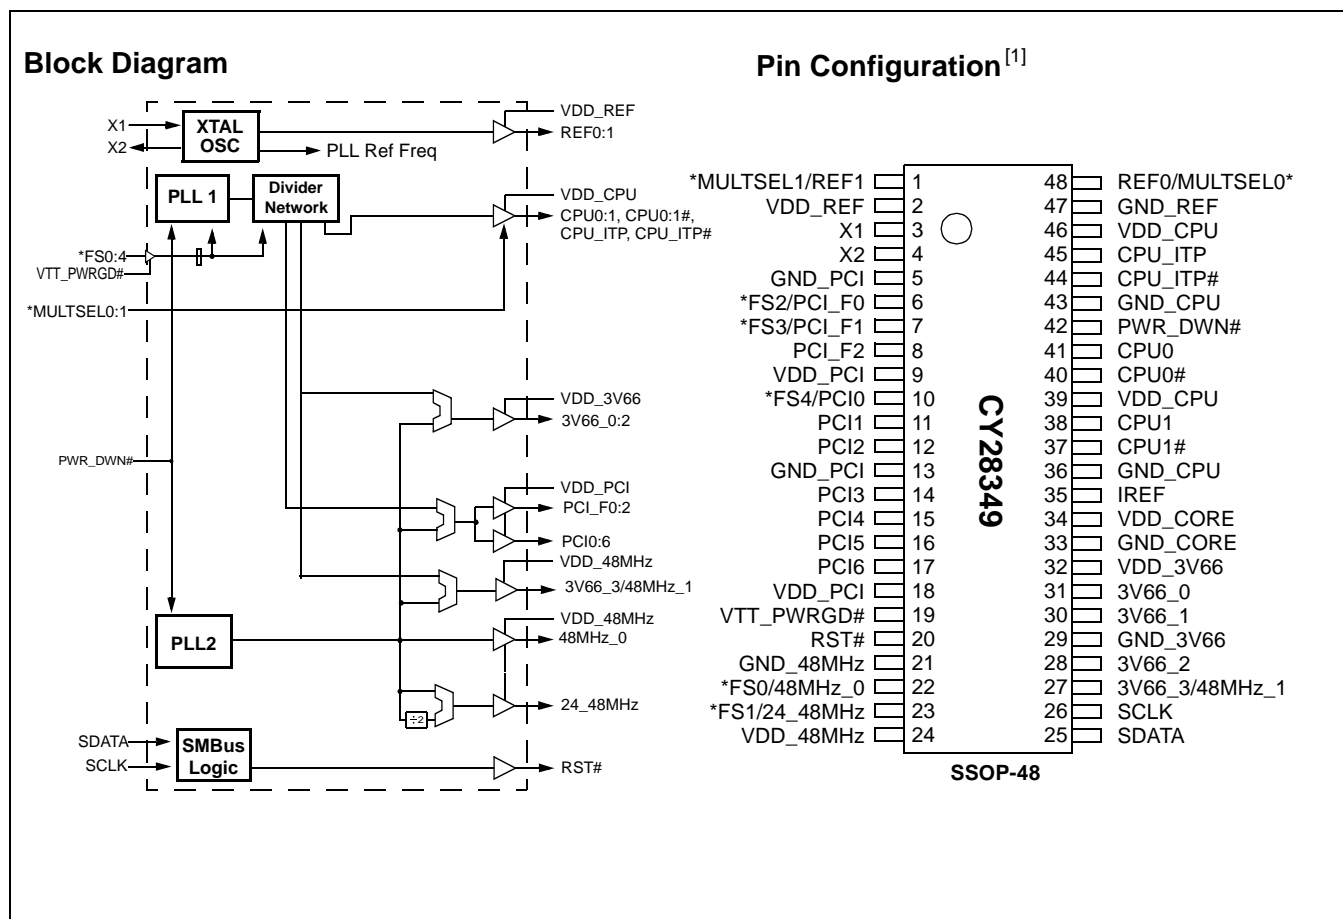 Block Diagram
Pin Configuration[1]
X1
X2
XTAL
OSC
VDD_REF
REF0:1
PLL Ref Freq
PLL 1
Divider
Network
VDD_CPU
CPU0:1, CPU0:1#,
CPU_ITP, CPU_ITP#
*FS0:4
VTT_PWRGD#
*MULTSEL0:1
VDD_3V66
3V66_0:2
PWR_DWN#
VDD_PCI
PCI_F0:2
PCI0:6
VDD_48MHz
3V66_3/48MHz_1
PLL2
VDD_48MHz
48MHz_0
÷2
24_48MHz
SDATA
SCLK
SMBus
Logic
RST#
*MULTSEL1/REF1 1
VDD_REF 2
X1 3
X2 4
GND_PCI 5
*FS2/PCI_F0 6
*FS3/PCI_F1 7
PCI_F2 8
VDD_PCI 9
*FS4/PCI0 10
PCI1 11
PCI2 12
GND_PCI 13
PCI3 14
PCI4 15
PCI5 16
PCI6 17
VDD_PCI 18
VTT_PWRGD# 19
RST# 20
GND_48MHz 21
*FS0/48MHz_0 22
*FS1/24_48MHz 23
VDD_48MHz 24
CY28349
48 REF0/MULTSEL0*
47 GND_REF
46 VDD_CPU
45 CPU_ITP
44 CPU_ITP#
43 GND_CPU
42 PWR_DWN#
41 CPU0
40 CPU0#
39 VDD_CPU
38 CPU1
37 CPU1#
36 GND_CPU
35 IREF
34 VDD_CORE
33 GND_CORE
32 VDD_3V66
31 3V66_0
30 3V66_1
29 GND_3V66
28 3V66_2
27 3V66_3/48MHz_1
26 SCLK
25 SDATA
SSOP-48